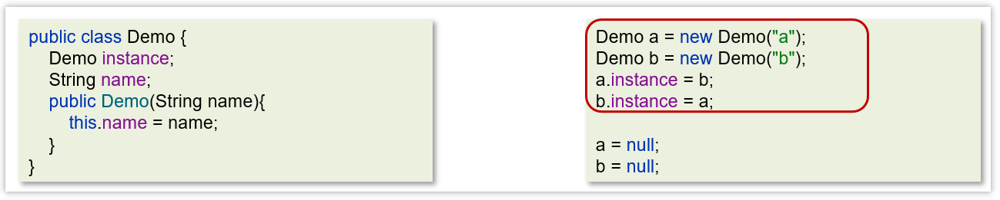 public class Demo {
Demo instance;
String name;
public Demo(String name){
this.name = name;
}
}
Demo a = new Demo("a");
Demo b = new Demo("b");
a.instance = b;
b.instance = a;
a = null;
b = null;